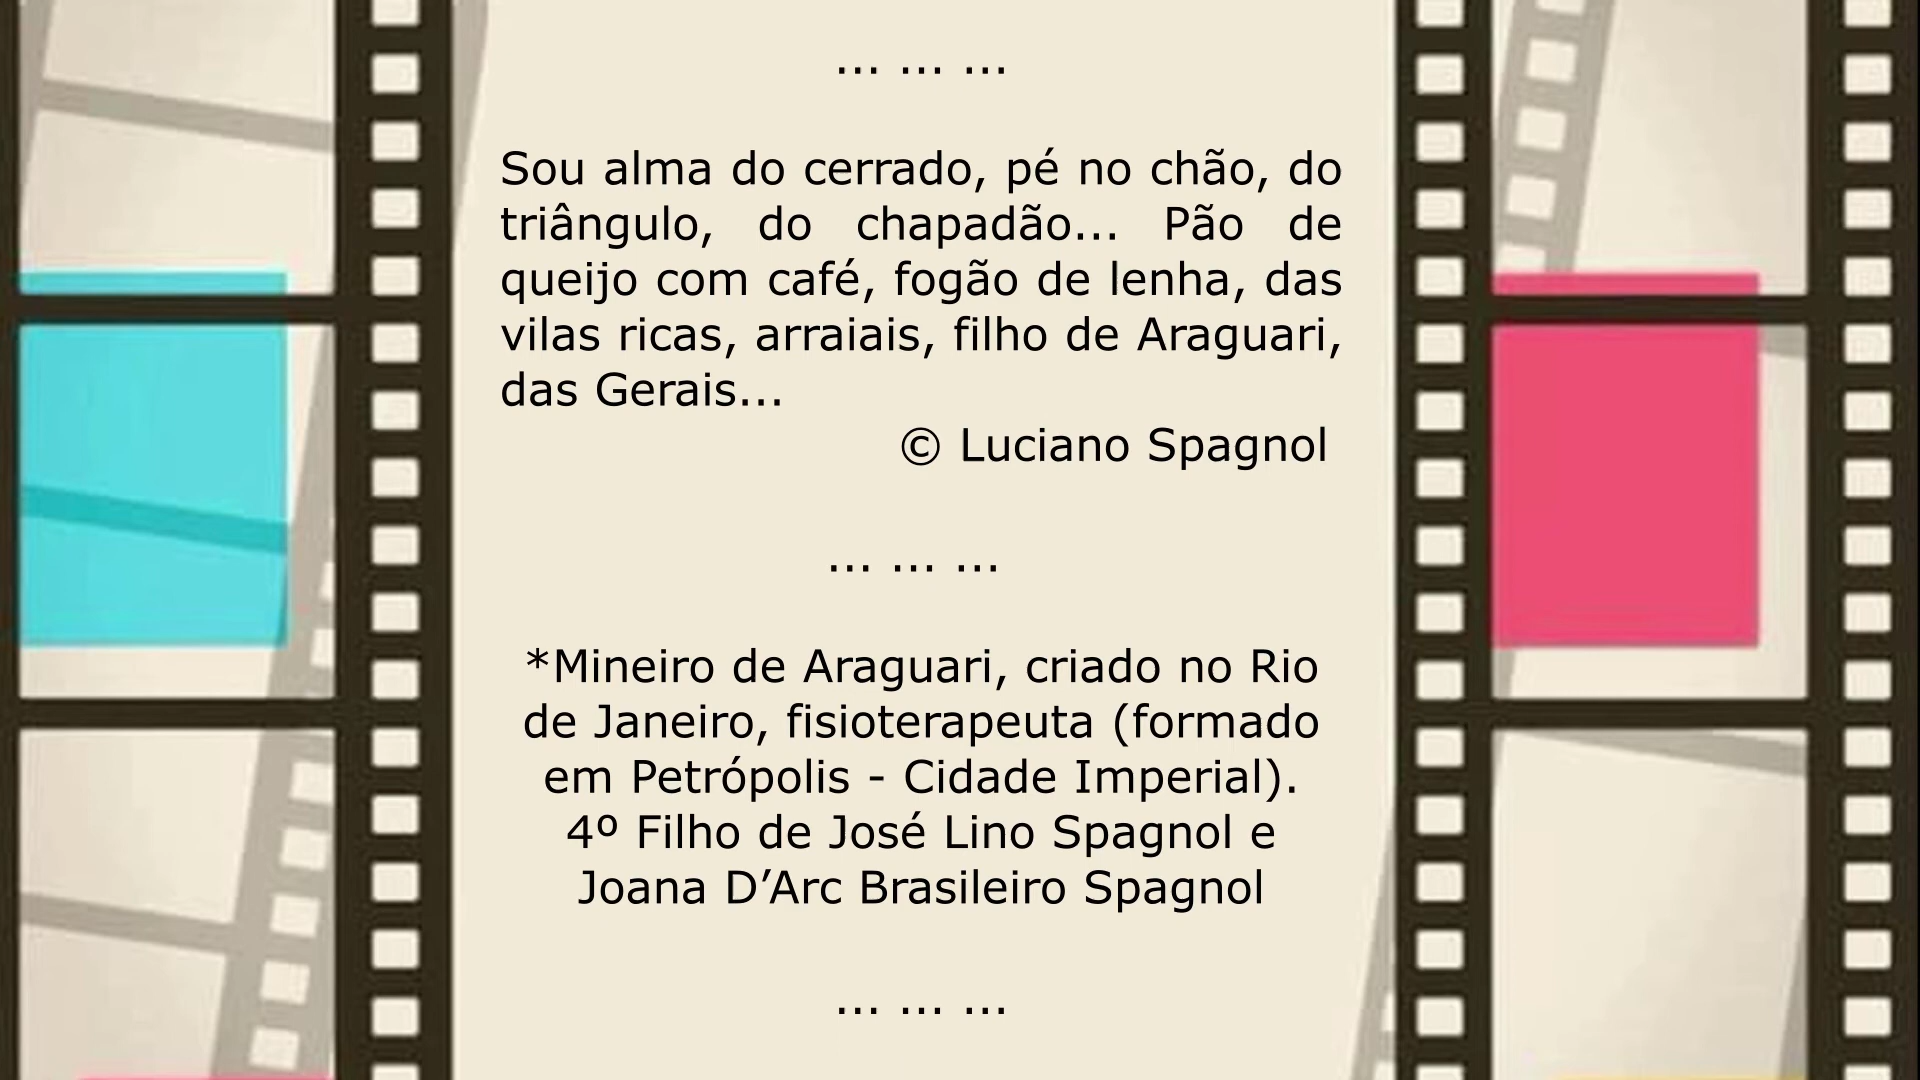 ... ... ...
Sou alma do cerrado, pé no chão, do
triângulo, do chapadão... Pão de
queijo com café, fogão de lenha, das
vilas ricas, arraiais, filho de Araguari,
das Gerais...
© Luciano Spagnol
... ... ...
*Mineiro de Araguari, criado no Rio
de Janeiro, fisioterapeuta (formado
em Petrópolis - Cidade Imperial).
4º Filho de José Lino Spagnol e
Joana D’Arc Brasileiro Spagnol
... ... ...